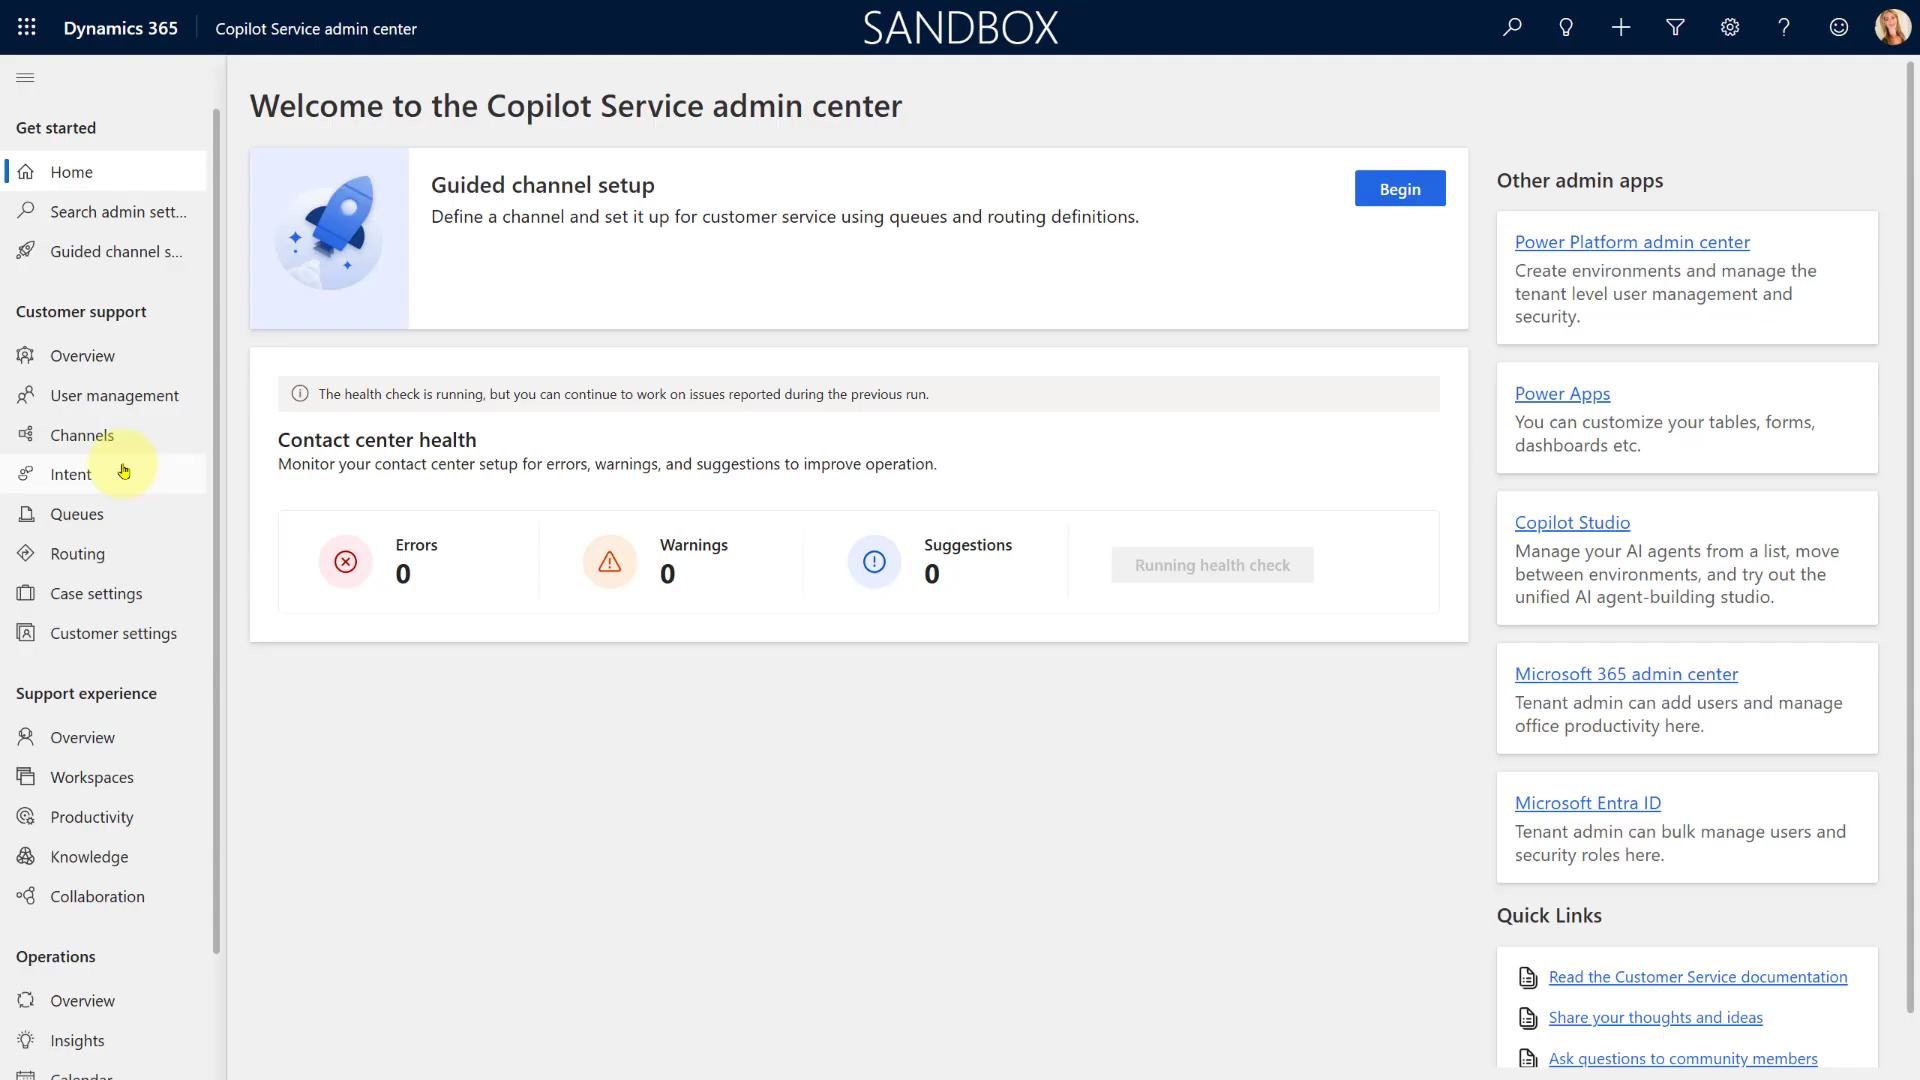 Dynamics 365
Copilot Service admin center
SANDBOX
Get started
Home
Search admin sett...
Guided channel s...
Customer support
Overview
User management
Channels
Intent
Queues
Routing
Case settings
Customer settings
Support experience
Overview
Workspaces
Productivity
Knowledge
Collaboration
Operations
Overview
Insights
Calendar
Welcome to the Copilot Service admin center
Guided channel setup
Define a channel and set it up for customer service using queues and routing definitions.
Begin
The health check is running, but you can continue to work on issues reported during the previous run.
Contact center health
Monitor your contact center setup for errors, warnings, and suggestions to improve operation.
Errors
0
Warnings
0
Suggestions
0
Running health check
Other admin apps
Power Platform admin center
Create environments and manage the
tenant level user management and
security.
Power Apps
You can customize your tables, forms,
dashboards etc.
Copilot Studio
Manage your AI agents from a list, move
between environments, and try out the
unified AI agent-building studio.
Microsoft 365 admin center
Tenant admin can add users and manage
office productivity here.
Microsoft Entra ID
Tenant admin can bulk manage users and
security roles here.
Quick Links
Read the Customer Service documentation
Share your thoughts and ideas
Ask questions to community members